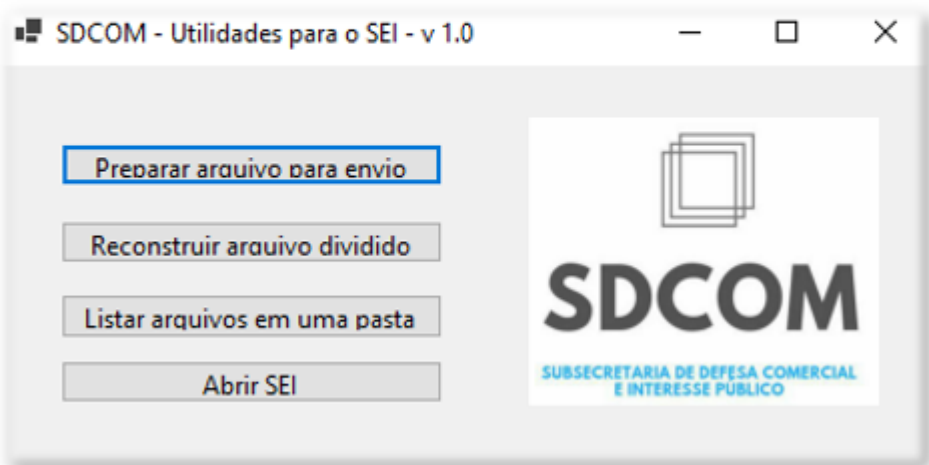 SDCOM - Utilidades para o SEI - v 1.0
Preparar arquivo para envio
Reconstruir arquivo dividido
Listar arquivos em uma pasta
Abrir SEI
SDCOM
SUBSECRETARIA DE DEFESA COMERCIAL
E INTERESSE PÚBLICO